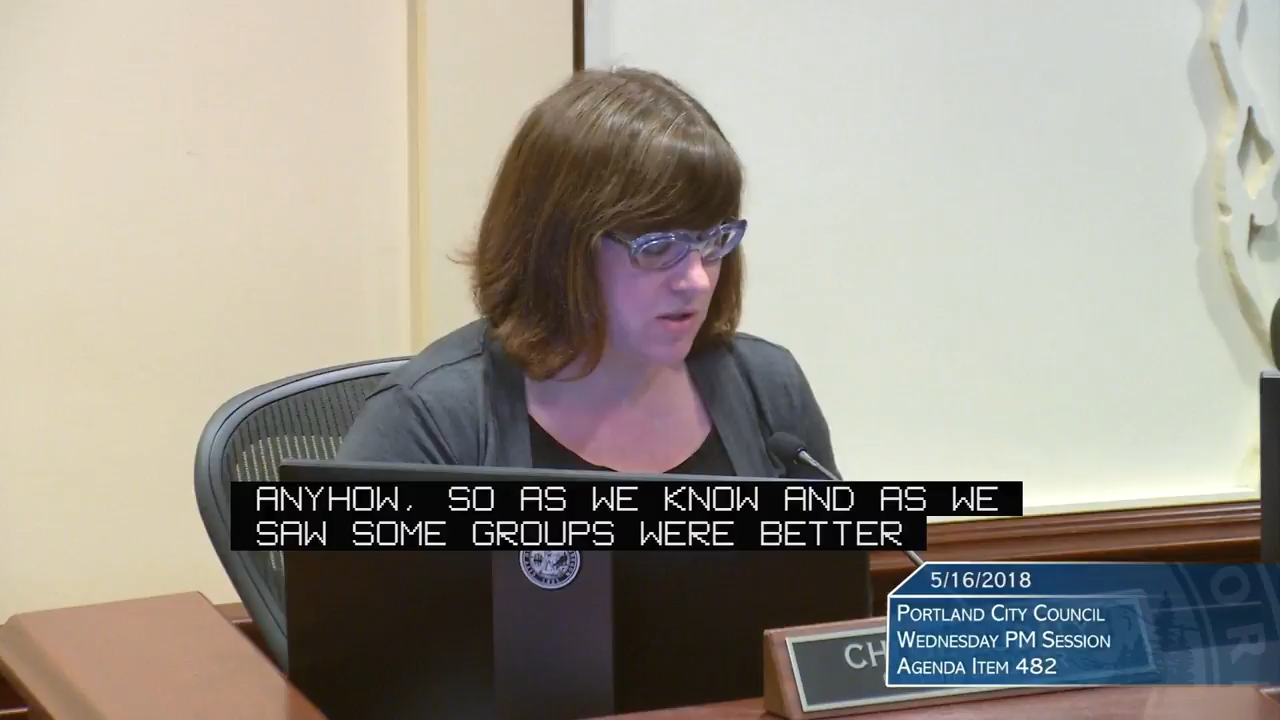 ANYHOW, SO AS WE KNOW AND AS WE
SAW SOME GROUPS WERE BETTER
5/16/2018
PORTLAND CITY COUNCIL
WEDNESDAY PM SESSION
AGENDA ITEM 482
CH